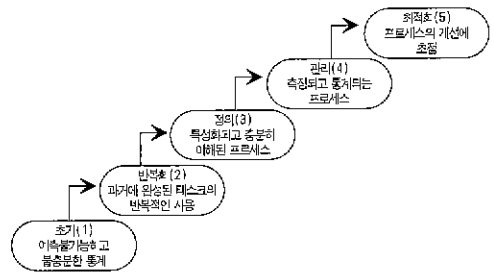 최적화(5)
프로세스의 개선에
초점
관리(4)
측정되고 통계되는
프로세스
정의(3)
특성화되고 충분히
이해된 프로세스
반복화(2)
과거에 완성된 태스크의
반복적인 사용
초기(1)
예측불가능하고
불충분한 통계